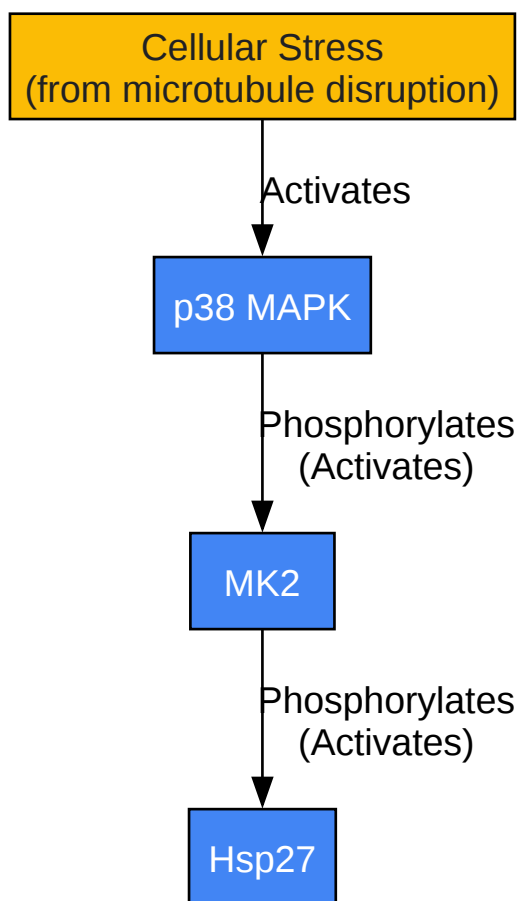 Cellular Stress
(from microtubule disruption)
Activates
p38 MAPK
Phosphorylates
(Activates)
MK2
Phosphorylates
(Activates)
Hsp27